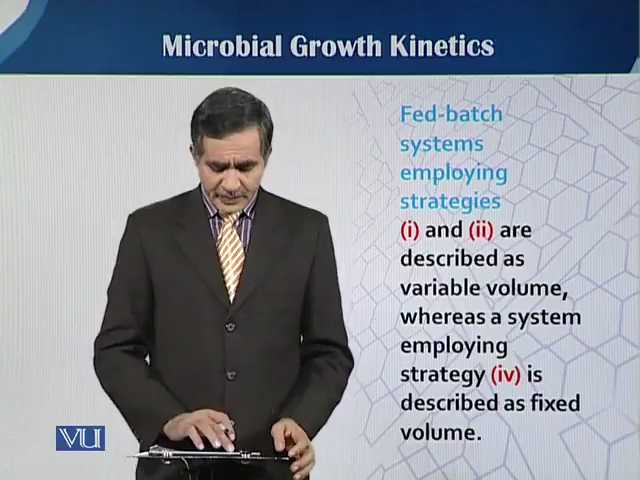 Microbial Growth Kinetics
Fed-batch
systems
employing
strategies
(i) and (ii) are
described as
variable volume,
whereas a system
employing
strategy (iv) is
described as fixed
volume.
VU